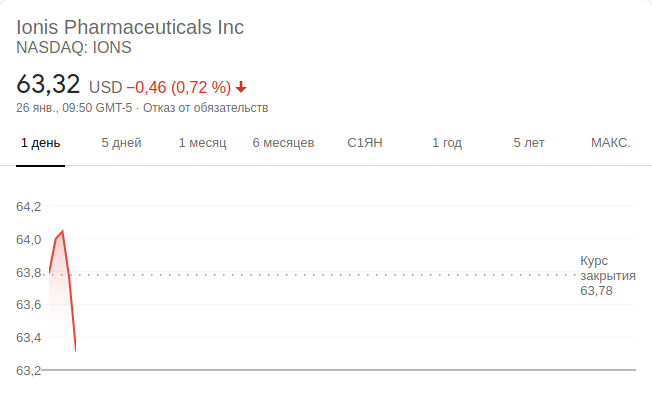 Ionis Pharmaceuticals Inc
NASDAQ: IONS
63,32 USD −0,46 (0,72 %)
26 янв., 09:50 GMT-5 · Отказ от обязательств
1 день 5 дней 1 месяц 6 месяцев С1ЯН 1 год 5 лет МАКС.
64,2
64,0
63,8
63,6
63,4
63,2
Курс
закрытия
63,78